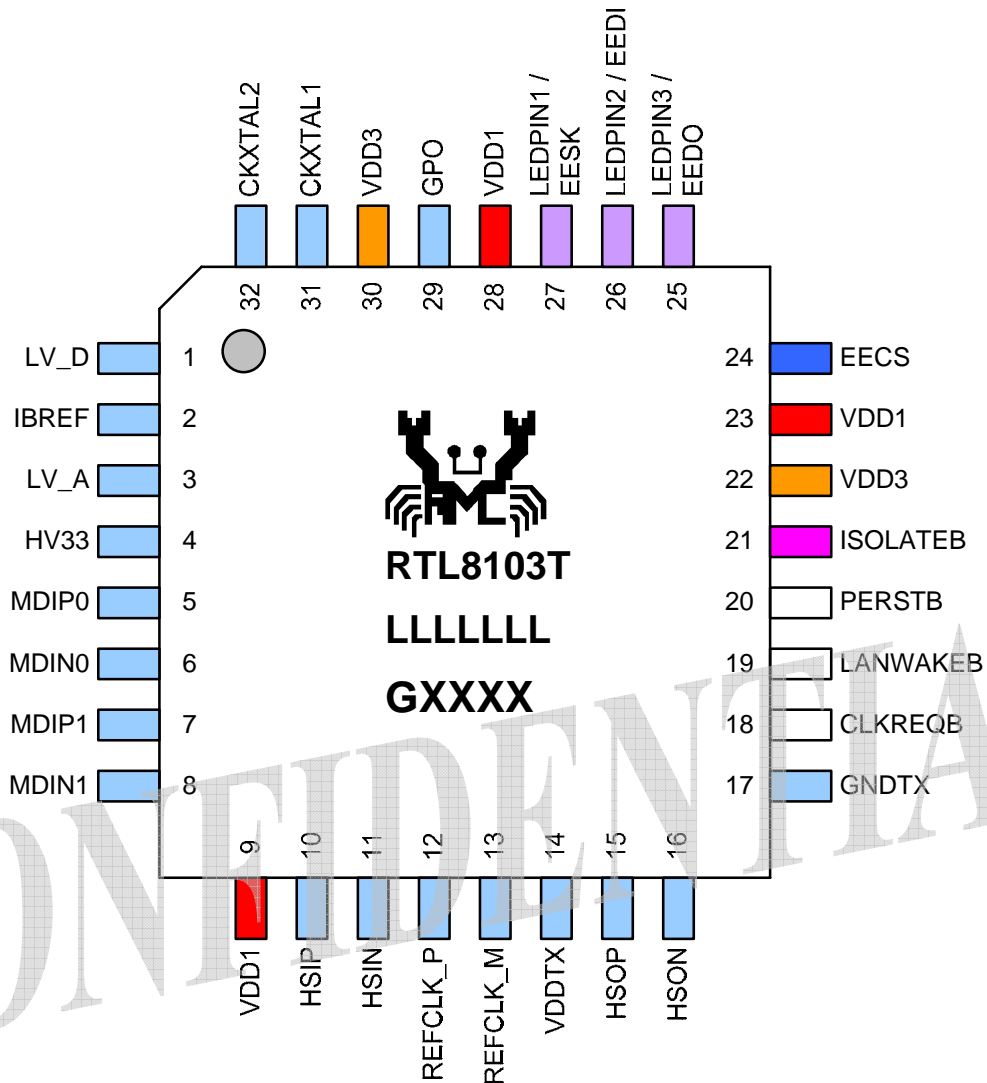 CKXTAL2
CKXTAL1
VDD3
GPO
VDD1
LEDPIN1 /
EESK
LEDPIN2 / EEDI
LEDPIN3 /
EEDO
32
31
30
29
28
27
26
25
LV_D
1
IBREF
2
LV_A
3
HV33
4
MDIP0
5
MDIN0
6
MDIP1
7
MDIN1
8
RTL8103T
LLLLLLL
GXXXX
24
EECS
23
VDD1
22
VDD3
21
ISOLATEB
20
PERSTB
19
LANWAKEB
18
CLKREQB
17
GNDTX
9
10
11
12
13
14
15
16
VDD1
HSIP
HSIN
REFCLK_P
REFCLK_M
VDDTX
HSOP
HSON
ONFIDENTIA